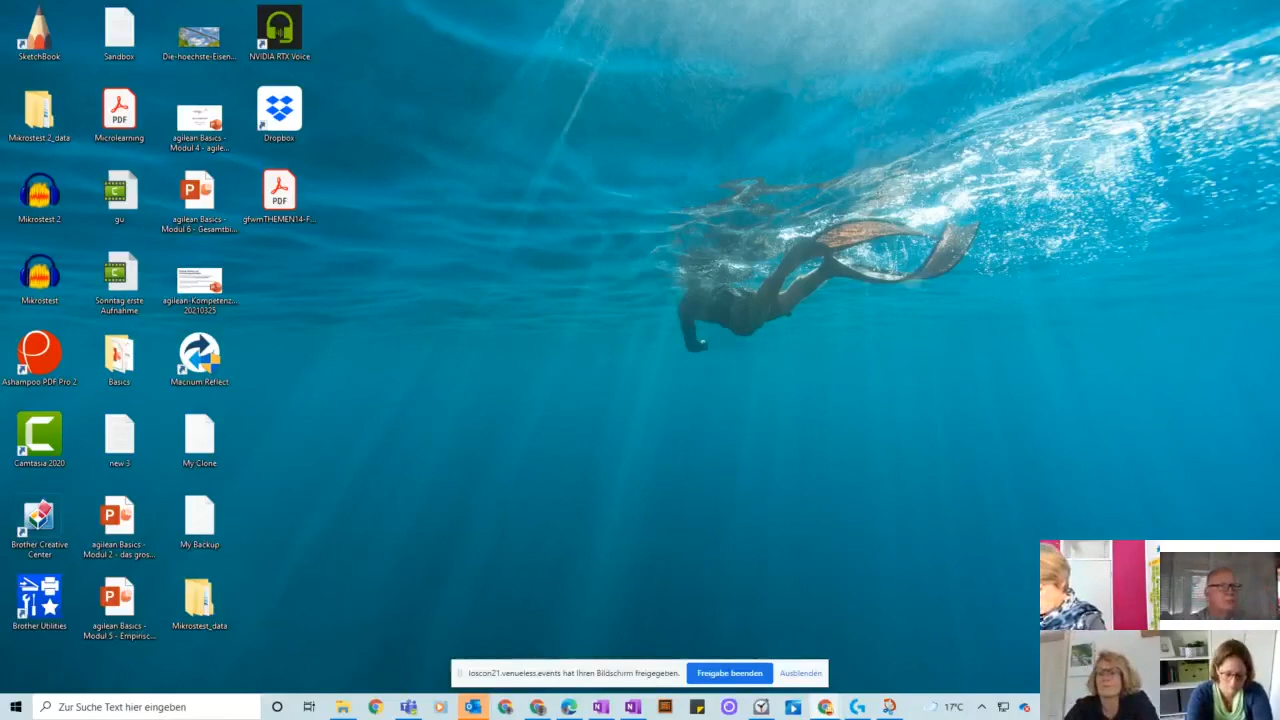 SketchBook
Sandbox
Die-hoechste-Eisen...
NVIDIA RTX Voice
Mikrostest 2_data
PDF
Microlearning
agilean Basics -
Modul 4 - agile...
Dropbox
Mikrostest 2
gu
agilean Basics -
Modul 6 - Gesamtbi...
PDF
gfwmTHEMEN14-F...
Mikrostest
Sonntag erste
Aufnahme
agilean-Kompetenz...
20210325
Ashampoo PDF Pro 2
Basics
Macrium Reflect
Camtasia 2020
new 3
My Clone
Brother Creative
Center
agilean Basics -
Modul 2 - das gros...
My Backup
Brother Utilities
agilean Basics -
Modul 5 - Empirisc...
Mikrostest_data
loscon21.venueless.events hat Ihren Bildschirm freigegeben.
Freigabe beenden
Ausblenden
Zur Suche Text hier eingeben
17°C